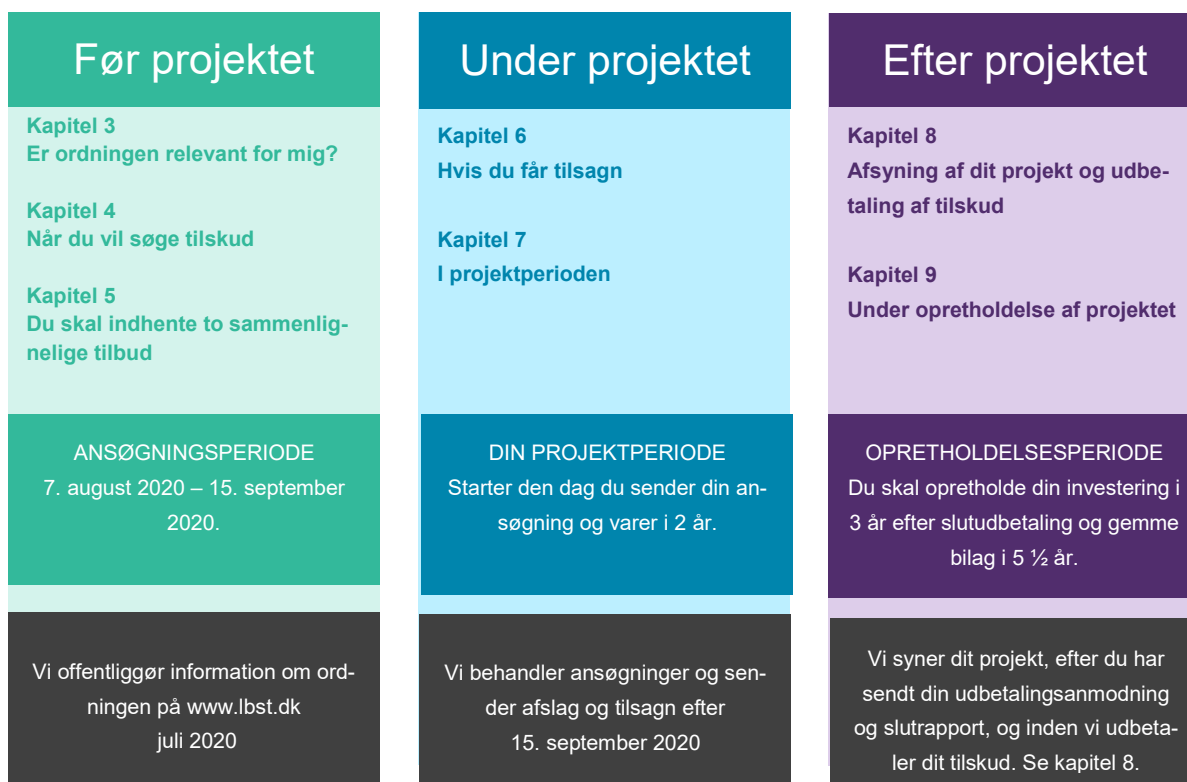 Før projektet
Kapitel 3
Er ordningen relevant for mig?
Kapitel 4
Når du vil søge tilskud
Kapitel 5
Du skal indhente to sammenlig-
nelige tilbud
ANSØGNINGSPERIODE
7. august 2020 – 15. september
2020.
Vi offentliggør information om ord-
ningen på www.lbst.dk
juli 2020
Under projektet
Kapitel 6
Hvis du får tilsagn
Kapitel 7
I projektperioden
DIN PROJEKTPERIODE
Starter den dag du sender din an-
søgning og varer i 2 år.
Vi behandler ansøgninger og sen-
der afslag og tilsagn efter
15. september 2020
Efter projektet
Kapitel 8
Afsyning af dit projekt og udbe-
taling af tilskud
Kapitel 9
Under opretholdelse af projektet
OPRETHOLDELSESPERIODE
Du skal opretholde din investering i
3 år efter slutudbetaling og gemme
bilag i 5 ½ år.
Vi syner dit projekt, efter du har
sendt din udbetalingsanmodning
og slutrapport, og inden vi udbeta-
ler dit tilskud. Se kapitel 8.